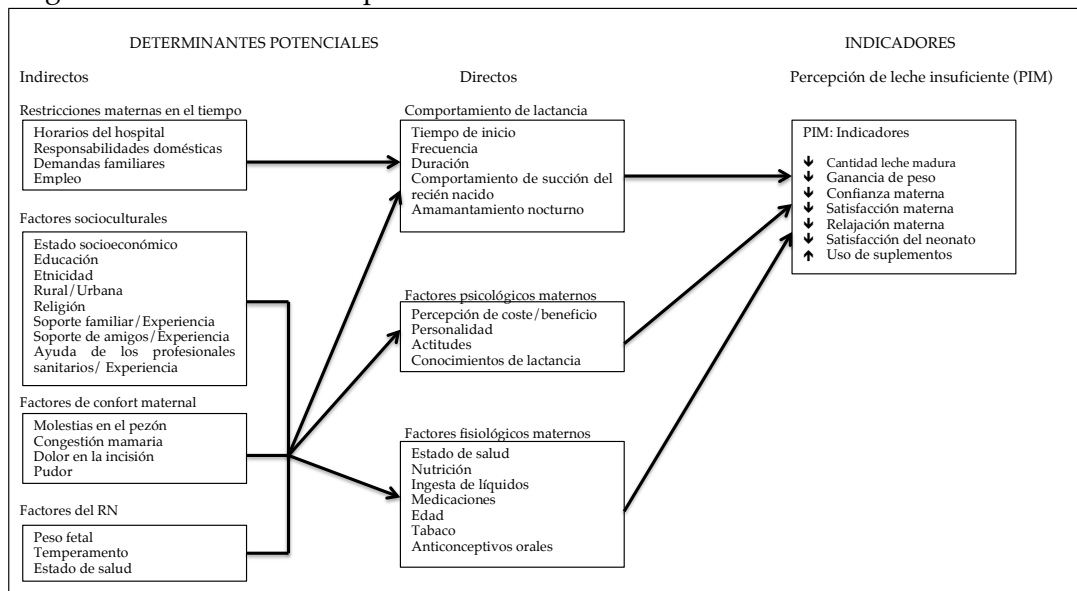 DETERMINANTES POTENCIALES
INDICADORES
Indirectos
Directos
Percepción de leche insuficiente (PIM)
Restricciones maternas en el tiempo
Horarios del hospital
Responsabilidades domésticas
Demandas familiares
Empleo
Factores socioculturales
Estado socioeconómico
Educación
Etnicidad
Rural/Urbana
Religión
Soporte familiar/Experiencia
Soporte de amigos/Experiencia
Ayuda de los profesionales
sanitarios/ Experiencia
Factores de confort maternal
Molestias en el pezón
Congestión mamaria
Dolor en la incisión
Pudor
Factores del RN
Peso fetal
Temperamento
Estado de salud
Comportamiento de lactancia
Tiempo de inicio
Frecuencia
Duración
Comportamiento de succión del
recién nacido
Amamantamiento nocturno
Factores psicológicos maternos
Percepción de coste/beneficio
Personalidad
Actitudes
Conocimientos de lactancia
Factores fisiológicos maternos
Estado de salud
Nutrición
Ingesta de líquidos
Medicaciones
Edad
Tabaco
Anticonceptivos orales
PIM: Indicadores
↓ Cantidad leche madura
↓ Ganancia de peso
↓ Confianza materna
↓ Satisfacción materna
↓ Relajación materna
↓ Satisfacción del neonato
↑ Uso de suplementos